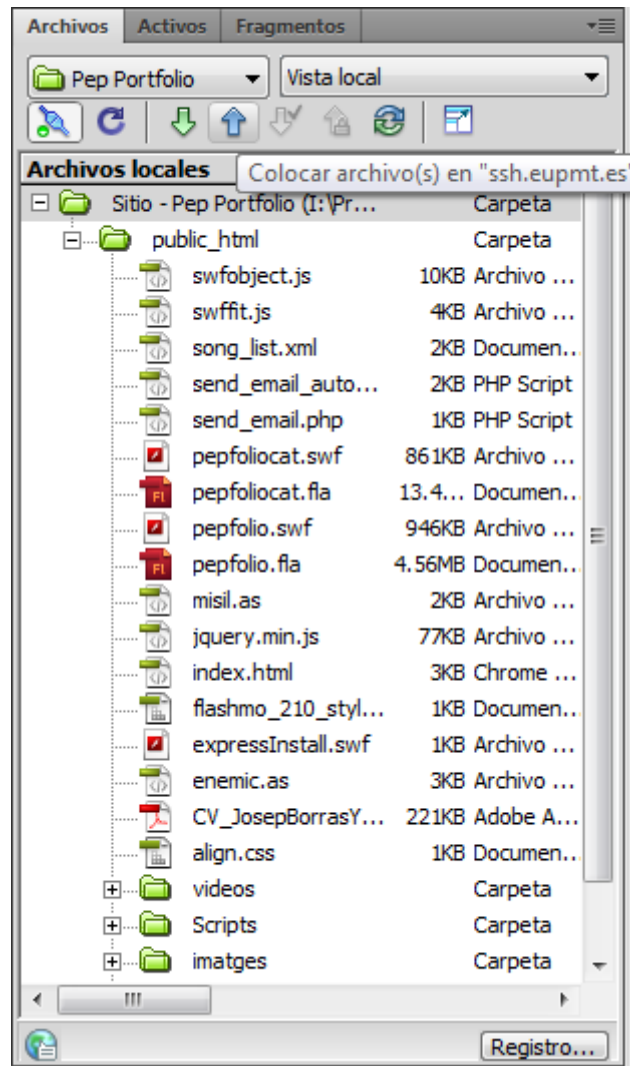 Archivos Activos Fragmentos
Pep Portfolio Vista local
Archivos locales
Colocar archivo(s) en "ssh.eupmt.es"
Sitio - Pep Portfolio (I:\Pr... Carpeta
public_html Carpeta
swfobject.js 10KB Archivo ...
swffit.js 4KB Archivo ...
song_list.xml 2KB Documen...
send_email_auto... 2KB PHP Script
send_email.php 1KB PHP Script
pepfoliocat.swf 861KB Archivo ...
pepfoliocat.fla 13.4... Documen...
pepfolio.swf 946KB Archivo ...
pepfolio.fla 4.56MB Documen...
misil.as 2KB Archivo ...
jquery.min.js 77KB Archivo ...
index.html 3KB Chrome ...
flashmo_210_styl... 1KB Documen...
expressInstall.swf 1KB Archivo ...
enemic.as 3KB Archivo ...
CV_JosepBorrasY... 221KB Adobe A...
align.css 1KB Documen...
videos Carpeta
Scripts Carpeta
imatges Carpeta
Registro...